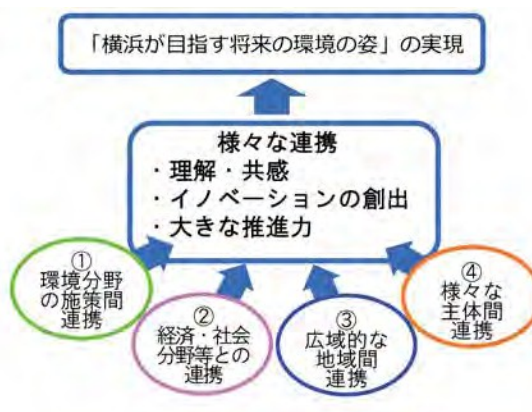 「横浜が目指す将来の環境の姿」の実現
様々な連携
・理解・共感
・イノベーションの創出
・大きな推進力
①
環境分野
の施策間
連携
②
経済・社会
分野等との
連携
③
広域的な
地域間
連携
④
様々な
主体間
連携